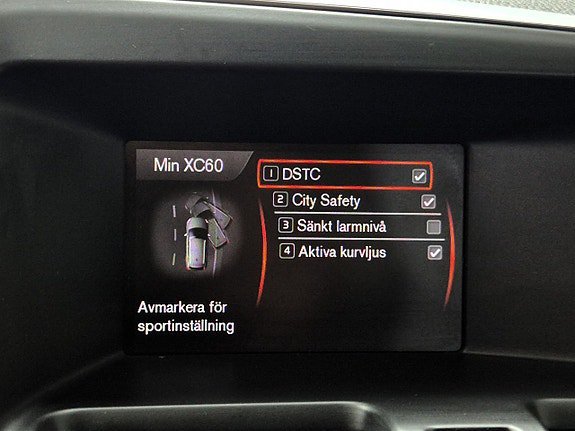 Min XC60
1 DSTC
2 City Safety
3 Sänkt larmnivå
4 Aktiva kurvljus
Avmarkera för
sportinställning